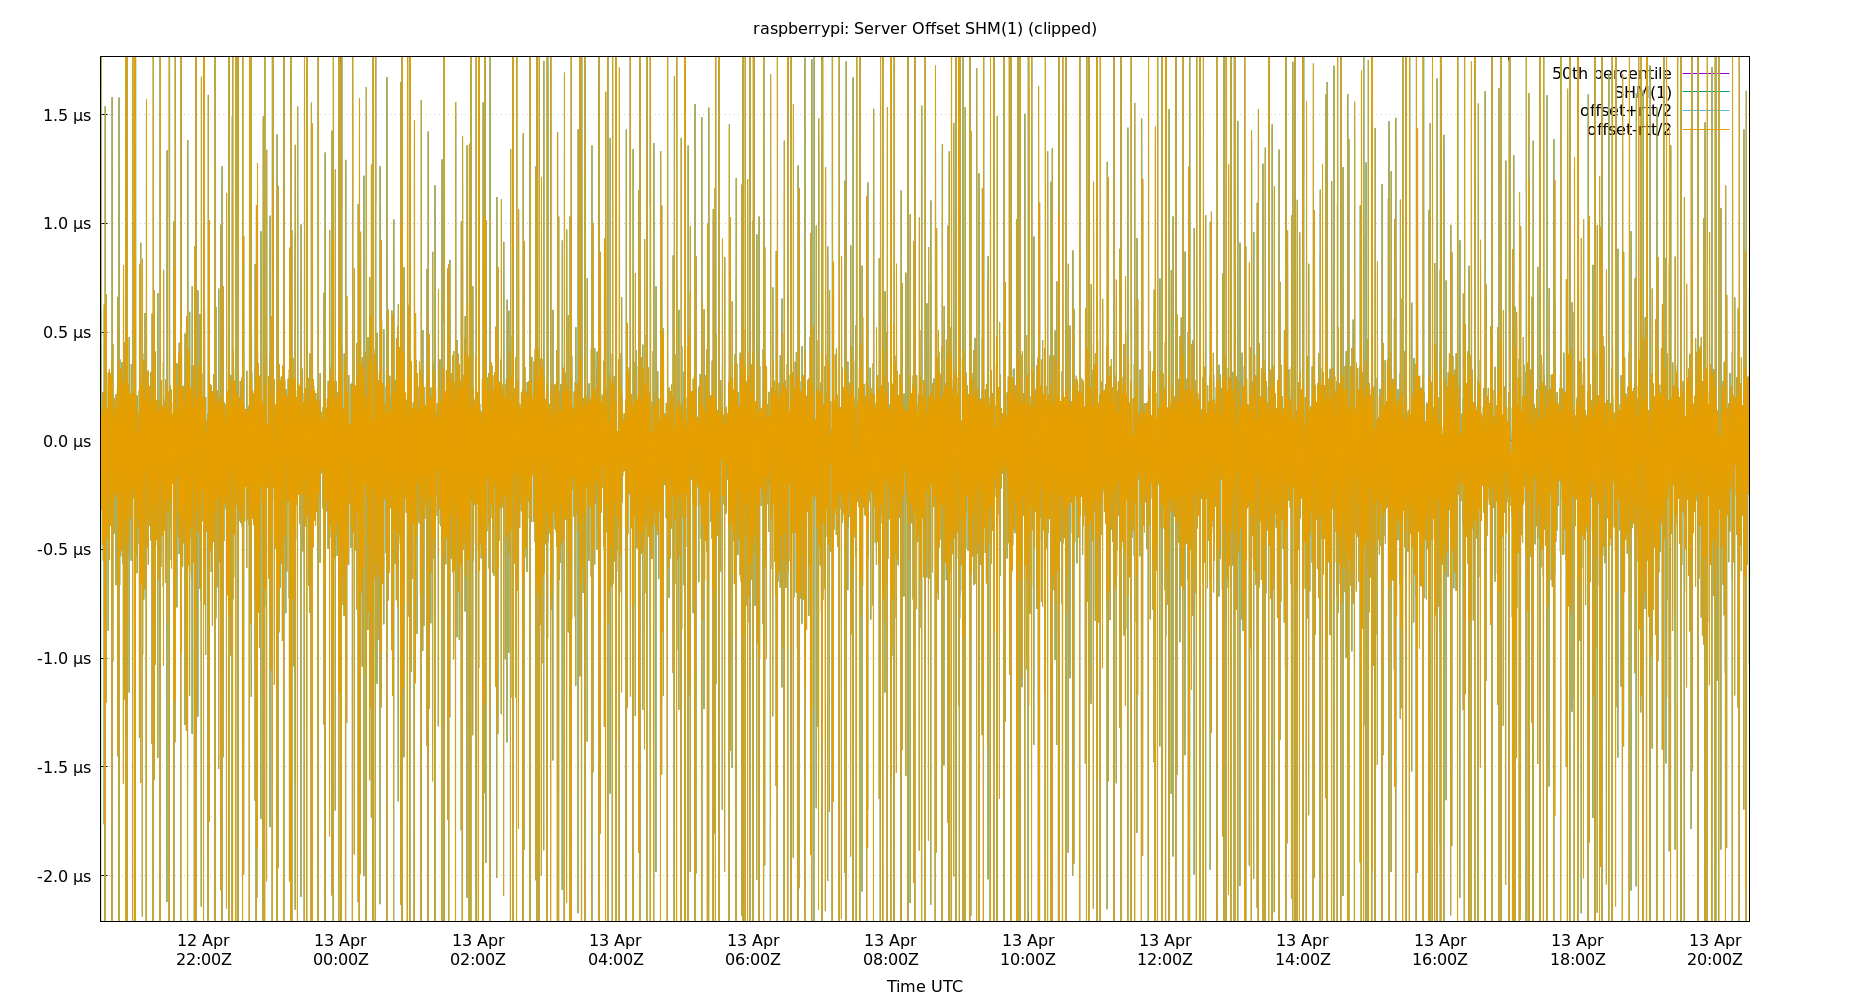 raspberrypi: Server Offset SHM(1) (clipped)
50th percentile
SHM(1)
offset+rtt/2
offset-rtt/2
1.5 µs
1.0 µs
0.5 µs
0.0 µs
-0.5 µs
-1.0 µs
-1.5 µs
-2.0 µs
12 Apr 13 Apr 13 Apr 13 Apr 13 Apr 13 Apr 13 Apr 13 Apr 13 Apr 13 Apr 13 Apr 13 Apr
22:00Z 00:00Z 02:00Z 04:00Z 06:00Z 08:00Z 10:00Z 12:00Z 14:00Z 16:00Z 18:00Z 20:00Z
Time UTC